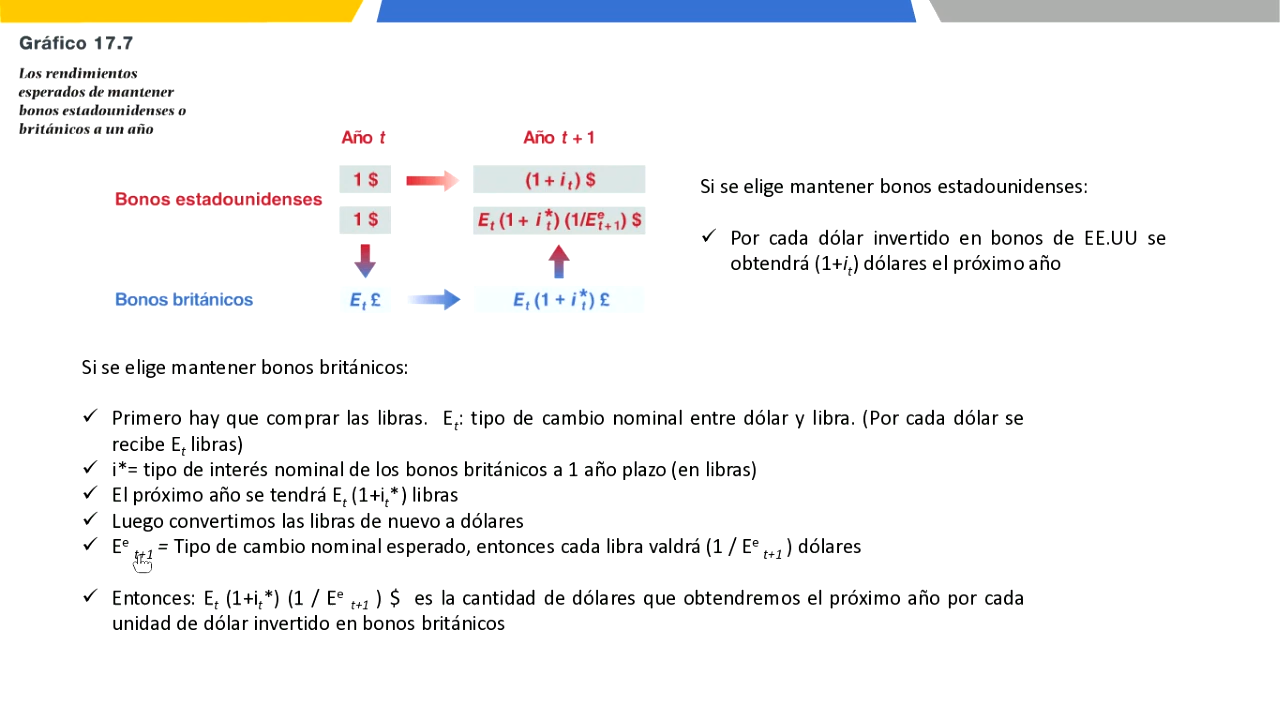 Gráfico 17.7
Los rendimientos
esperados de mantener
bonos estadounidenses o
británicos a un año
Año t
Año t + 1
Bonos estadounidenses
1 $
(1 + i_t) $
1 $
E_t (1 + i*_t) (1/E^e_{t+1}) $
Bonos británicos
E_t £
E_t (1 + i*_t) £
Si se elige mantener bonos estadounidenses:
✓ Por cada dólar invertido en bonos de EE.UU se
obtendrá (1+i_t) dólares el próximo año
Si se elige mantener bonos británicos:
✓ Primero hay que comprar las libras. E_t: tipo de cambio nominal entre dólar y libra. (Por cada dólar se
recibe E_t libras)
✓ i*= tipo de interés nominal de los bonos británicos a 1 año plazo (en libras)
✓ El próximo año se tendrá E_t (1+i_t*) libras
✓ Luego convertimos las libras de nuevo a dólares
✓ E^e_{t+1} = Tipo de cambio nominal esperado, entonces cada libra valdrá (1 / E^e_{t+1} ) dólares
✓ Entonces: E_t (1+i_t*) (1 / E^e_{t+1} ) $ es la cantidad de dólares que obtendremos el próximo año por cada
unidad de dólar invertido en bonos británicos